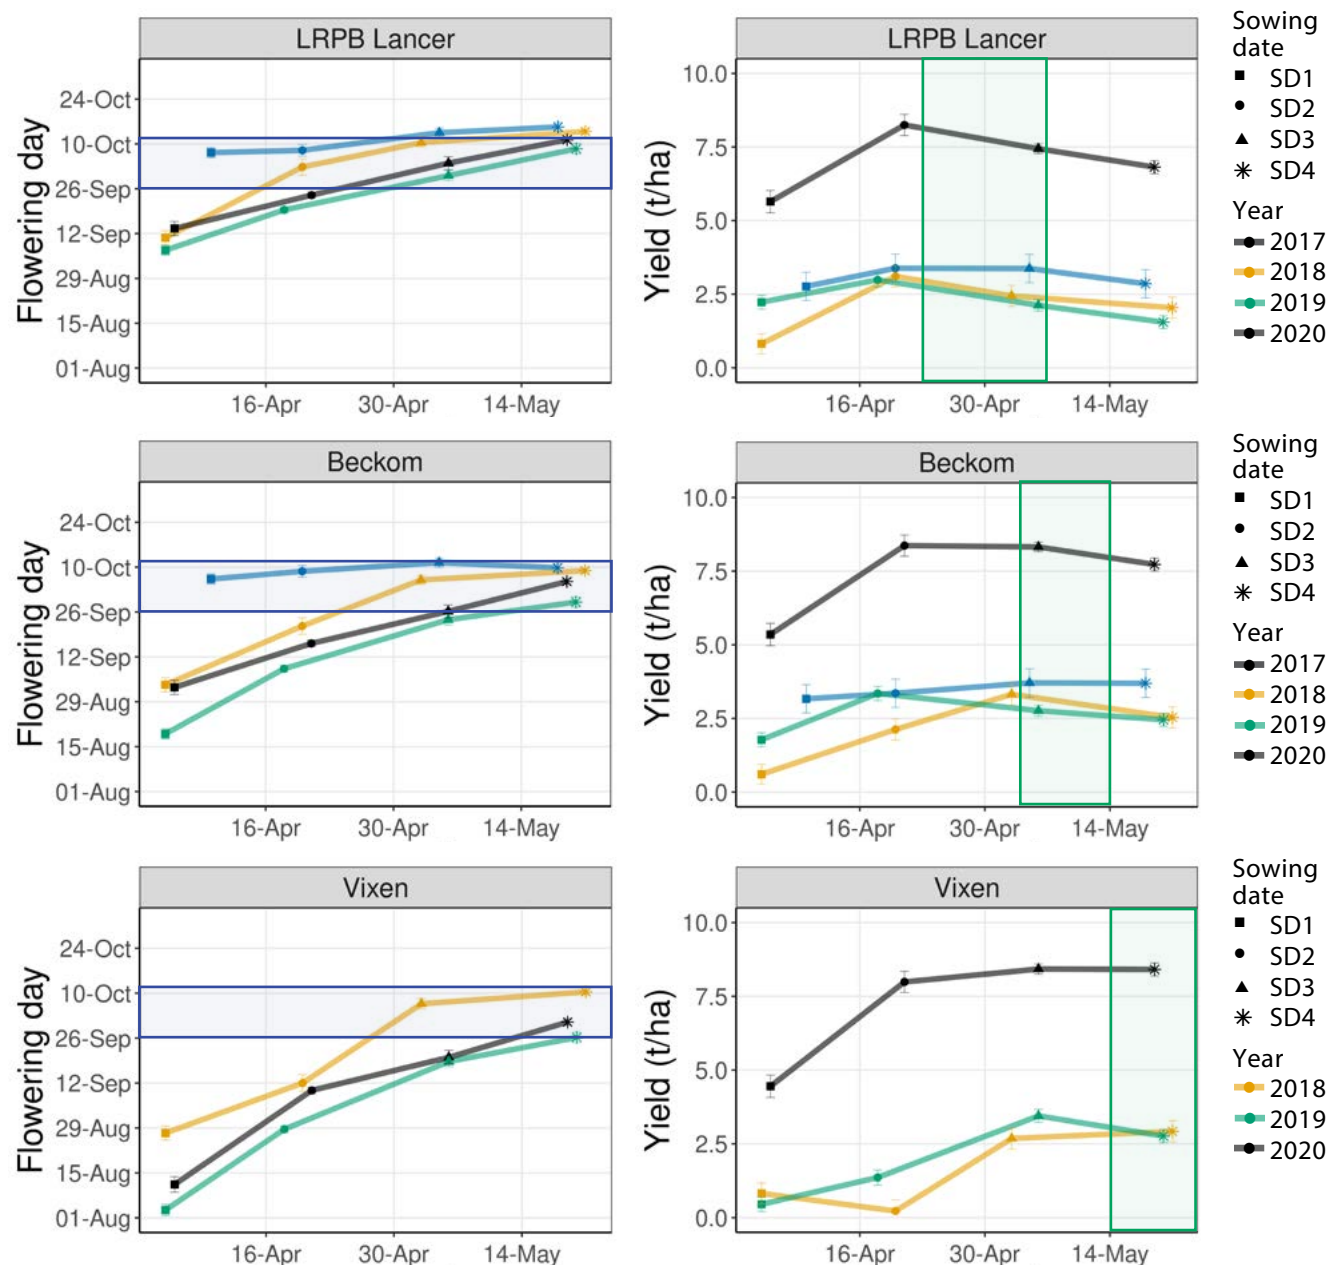 LRPB Lancer
Flowering day
24-Oct
10-Oct
26-Sep
12-Sep
29-Aug
15-Aug
01-Aug
16-Apr 30-Apr 14-May
LRPB Lancer
Yield (t/ha)
10.0
7.5
5.0
2.5
0.0
16-Apr 30-Apr 14-May
Sowing
date
SD1
SD2
SD3
SD4
Year
2017
2018
2019
2020
Beckom
Flowering day
24-Oct
10-Oct
26-Sep
12-Sep
29-Aug
15-Aug
01-Aug
16-Apr 30-Apr 14-May
Beckom
Yield (t/ha)
10.0
7.5
5.0
2.5
0.0
16-Apr 30-Apr 14-May
Sowing
date
SD1
SD2
SD3
SD4
Year
2017
2018
2019
2020
Vixen
Flowering day
24-Oct
10-Oct
26-Sep
12-Sep
29-Aug
15-Aug
01-Aug
16-Apr 30-Apr 14-May
Vixen
Yield (t/ha)
10.0
7.5
5.0
2.5
0.0
16-Apr 30-Apr 14-May
Sowing
date
SD1
SD2
SD3
SD4
Year
2018
2019
2020